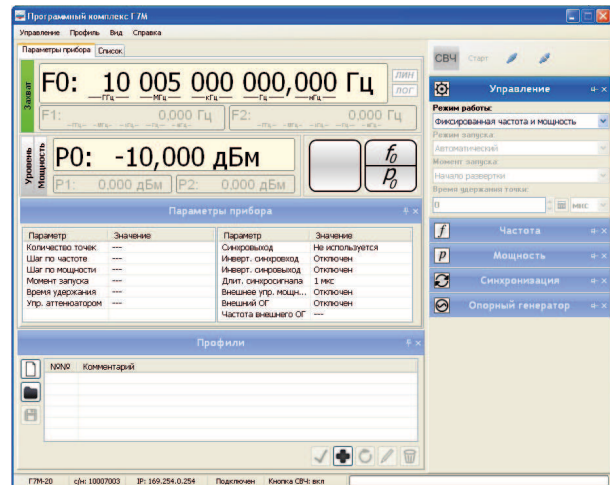 Программный комплекс Г7М
Управление Профиль Вид Справка
Параметры прибора Список
Захват
F0: 10 005 000 000,000 Гц
ГГц МГц кГц Гц мГц
ЛИН
ЛОГ
F1: 0,000 Гц F2: 0,000 Гц
Уровень
Мощность
P0: -10,000 дБм
P1: 0,000 дБм P2: 0,000 дБм
f0
P0
Параметры прибора
Параметр Значение Параметр Значение
Количество точек --- Синхровыход Не используется
Шаг по частоте --- Инверт. синхровход Отключен
Шаг по мощности --- Инверт. синхровыход Отключен
Момент запуска --- Длит. синхросигнала 1 мкс
Время удержания --- Внешнее упр. мощн... Отключен
Упр. аттенюатором --- Внешний ОГ Отключен
Частота внешнего ОГ ---
Профили
№№ Комментарий
СВЧ Старт
Управление
Режим работы:
Фиксированная частота и мощность
Режим запуска:
Автоматический
Момент запуска:
Начало развертки
Время удержания точки:
0 мкс
f Частота
p Мощность
Синхронизация
Опорный генератор
Г7М-20 с/н: 10007003 IP: 169.254.0.254 Подключен Кнопка СВЧ: вкл